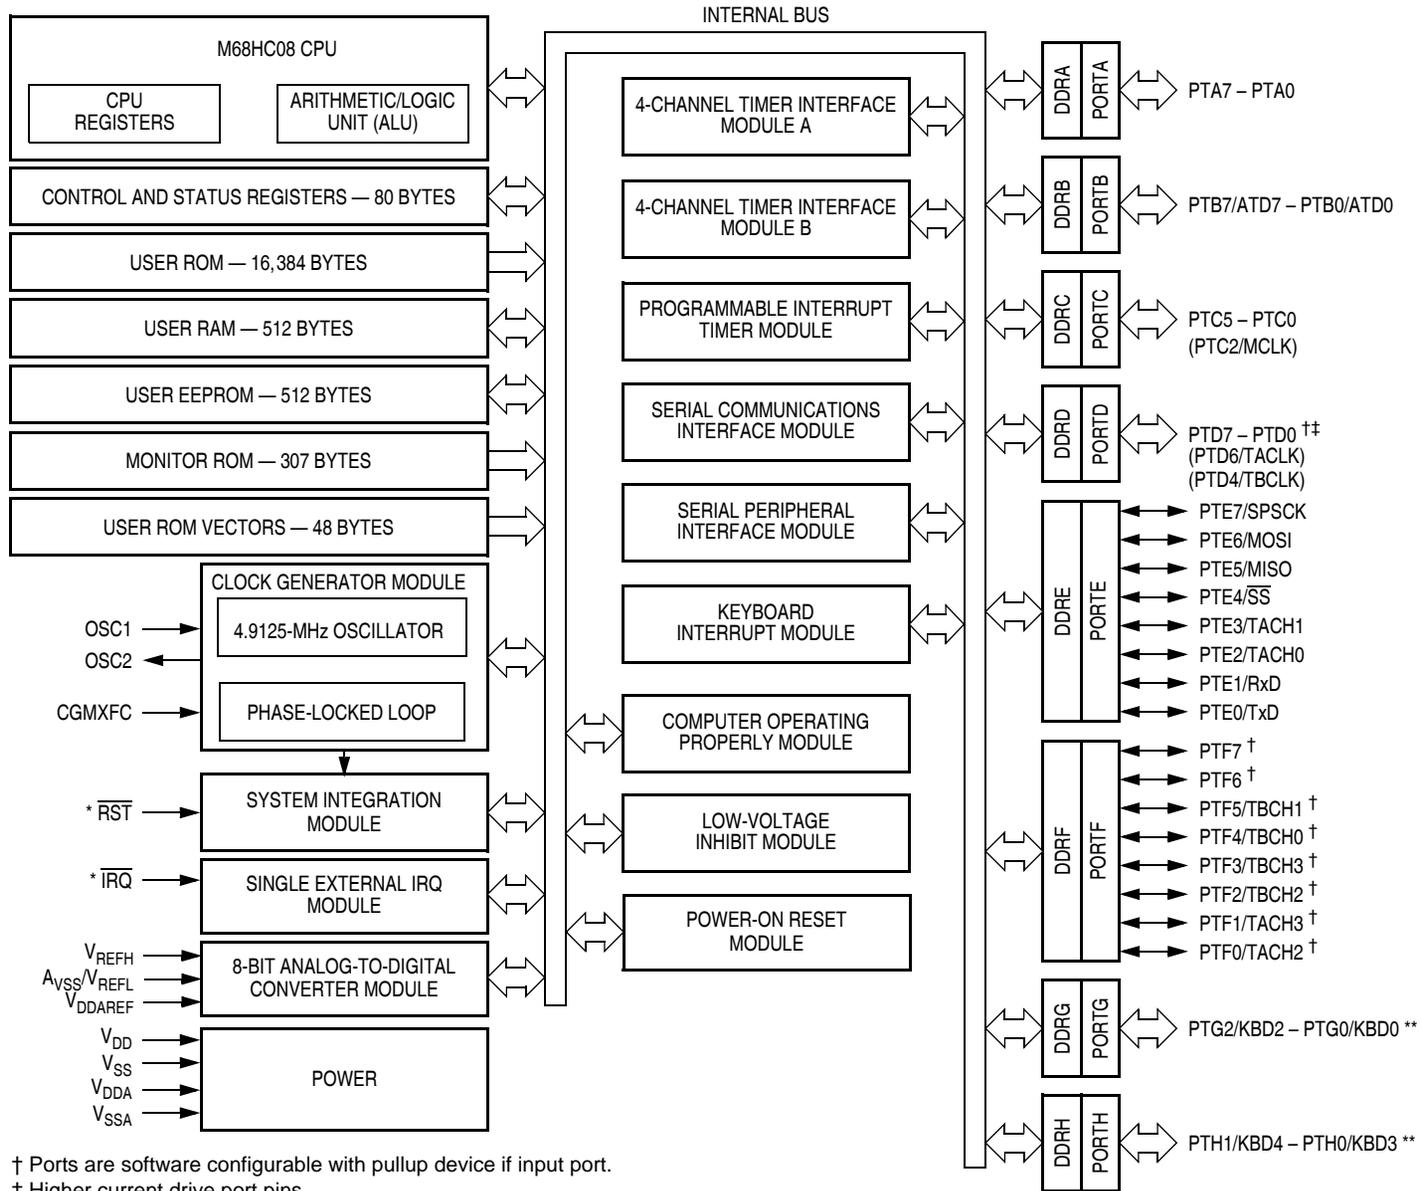 INTERNAL BUS
M68HC08 CPU
CPU
REGISTERS
ARITHMETIC/LOGIC
UNIT (ALU)
CONTROL AND STATUS REGISTERS — 80 BYTES
USER ROM — 16,384 BYTES
USER RAM — 512 BYTES
USER EEPROM — 512 BYTES
MONITOR ROM — 307 BYTES
USER ROM VECTORS — 48 BYTES
CLOCK GENERATOR MODULE
4.9125-MHz OSCILLATOR
PHASE-LOCKED LOOP
OSC1
OSC2
CGMXFC
SYSTEM INTEGRATION
MODULE
* RST
SINGLE EXTERNAL IRQ
MODULE
* IRQ
8-BIT ANALOG-TO-DIGITAL
CONVERTER MODULE
VREFH
AVSS/VREFL
VDDAREF
POWER
VDD
VSS
VDDA
VSSA
4-CHANNEL TIMER INTERFACE
MODULE A
4-CHANNEL TIMER INTERFACE
MODULE B
PROGRAMMABLE INTERRUPT
TIMER MODULE
SERIAL COMMUNICATIONS
INTERFACE MODULE
SERIAL PERIPHERAL
INTERFACE MODULE
KEYBOARD
INTERRUPT MODULE
COMPUTER OPERATING
PROPERLY MODULE
LOW-VOLTAGE
INHIBIT MODULE
POWER-ON RESET
MODULE
DDRA
PORTA
PTA7 – PTA0
DDRB
PORTB
PTB7/ATD7 – PTB0/ATD0
DDRC
PORTC
PTC5 – PTC0
(PTC2/MCLK)
DDRD
PORTD
PTD7 – PTD0 †‡
(PTD6/TACLK)
(PTD4/TBCLK)
DDRE
PORTE
PTE7/SPSCK
PTE6/MOSI
PTE5/MISO
PTE4/SS
PTE3/TACH1
PTE2/TACH0
PTE1/RxD
PTE0/TxD
DDRF
PORTF
PTF7 †
PTF6 †
PTF5/TBCH1 †
PTF4/TBCH0 †
PTF3/TBCH3 †
PTF2/TBCH2 †
PTF1/TACH3 †
PTF0/TACH2 †
DDRG
PORTG
PTG2/KBD2 – PTG0/KBD0 **
DDRH
PORTH
PTH1/KBD4 – PTH0/KBD3 **
† Ports are software configurable with pullup device if input port.
Higher current drive port pins